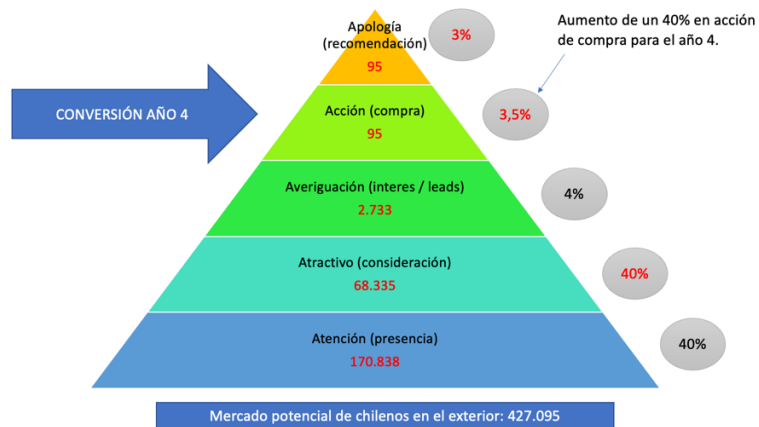 Apología
(recomendación)
95
3%
Aumento de un 40% en acción
de compra para el año 4.
CONVERSIÓN AÑO 4
Acción (compra)
95
3,5%
Averiguación (interes / leads)
2.733
4%
Atractivo (consideración)
68.335
40%
Atención (presencia)
170.838
40%
Mercado potencial de chilenos en el exterior: 427.095